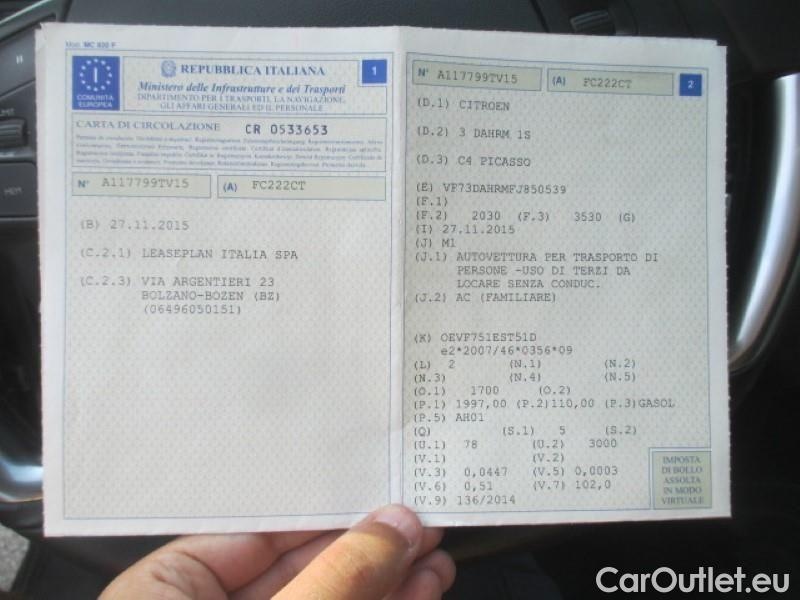 Mod. MC 820 F
I
COMUNITÀ
EUROPEA
REPUBBLICA ITALIANA
1
Ministero delle Infrastrutture e dei Trasporti
DIPARTIMENTO PER I TRASPORTI, LA NAVIGAZIONE,
GLI AFFARI GENERALI ED IL PERSONALE
CARTA DI CIRCOLAZIONE CR 0533653
N° A117799TV15 (A) FC222CT
(B) 27.11.2015
(C.2.1) LEASEPLAN ITALIA SPA
(C.2.3) VIA ARGENTIERI 23
BOLZANO-BOZEN (BZ)
(06496050151)
N° A117799TV15 (A) FC222CT 2
(D.1) CITROEN
(D.2) 3 DAHRM 1S
(D.3) C4 PICASSO
(E) VF73DAHRMFJ850539
(F.1)
(F.2) 2030 (F.3) 3530 (G)
(I) 27.11.2015
(J) M1
(J.1) AUTOVETTURA PER TRASPORTO DI
PERSONE -USO DI TERZI DA
LOCARE SENZA CONDUC.
(J.2) AC (FAMILIARE)
(K) OEVF751EST51D
e2*2007/46*0356*09
(L) 2 (N.1) (N.2)
(N.3) (N.4) (N.5)
(O.1) 1700 (O.2)
(P.1) 1997,00 (P.2) 110,00 (P.3) GASOL
(P.5) AH01
(Q) (S.1) 5 (S.2)
(U.1) 78 (U.2) 3000
(V.1) (V.2)
(V.3) 0,0447 (V.5) 0,0003
(V.6) 0,51 (V.7) 102,0
(V.9) 136/2014
IMPOSTA
DI BOLLO
ASSOLTA
IN MODO
VIRTUALE
MEM
CarOutlet.eu